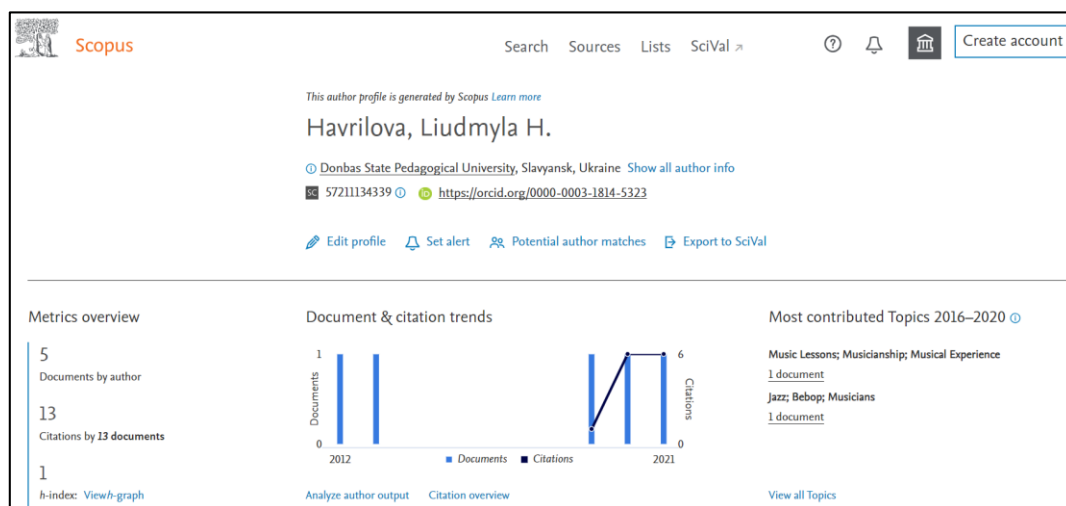 Scopus
Search Sources Lists SciVal ↗ Create account
This author profile is generated by Scopus Learn more
Havrilova, Liudmyla H.
Donbas State Pedagogical University, Slavyansk, Ukraine Show all author info
SC 57211134339 iD https://orcid.org/0000-0003-1814-5323
Edit profile Set alert Potential author matches Export to SciVal
Metrics overview
5
Documents by author
13
Citations by 13 documents
1
h-index: View h-graph
Document & citation trends
1
Documents
0
6
Citations
0
2012
2021
Documents Citations
Analyze author output Citation overview
Most contributed Topics 2016–2020
Music Lessons; Musicianship; Musical Experience
1 document
Jazz; Bebop; Musicians
1 document
View all Topics